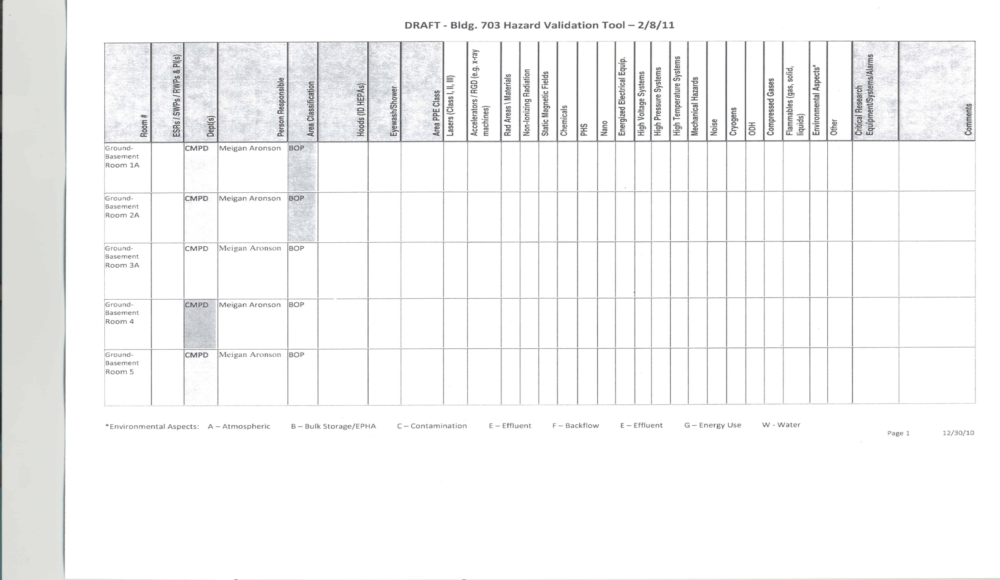 DRAFT - Bldg. 703 Hazard Validation Tool – 2/8/11
Room #
ESRs / SWPs / RWPs & PI(s)
Dept(s)
Person Responsible
Area Classification
Hoods (ID HEPAs)
Eyewash/Shower
Area PPE Class
Lasers (Class I, II, III)
Accelerators / RGD (e.g. x-ray
machines)
Rad Areas \ Materials
Non-Ionizing Radiation
Static Magnetic Fields
Chemicals
PHS
Nano
Energized Electrical Equip.
High Voltage Systems
High Pressure Systems
High Temperature Systems
Mechanical Hazards
Noise
Cryogens
ODH
Compressed Gases
Flammables (gas, solid,
liquids)
Environmental Aspects*
Other
Critical Research
Equipment/Systems/Alarms
Comments
Ground- CMPD Meigan Aronson BOP
Basement
Room 1A
Ground- CMPD Meigan Aronson BOP
Basement
Room 2A
Ground- CMPD Meigan Aronson BOP
Basement
Room 3A
Ground- CMPD Meigan Aronson BOP
Basement
Room 4
Ground- CMPD Meigan Aronson BOP
Basement
Room 5
*Environmental Aspects: A – Atmospheric B – Bulk Storage/EPHA C – Contamination E – Effluent F – Backflow E – Effluent G – Energy Use W - Water
Page 1 12/30/10